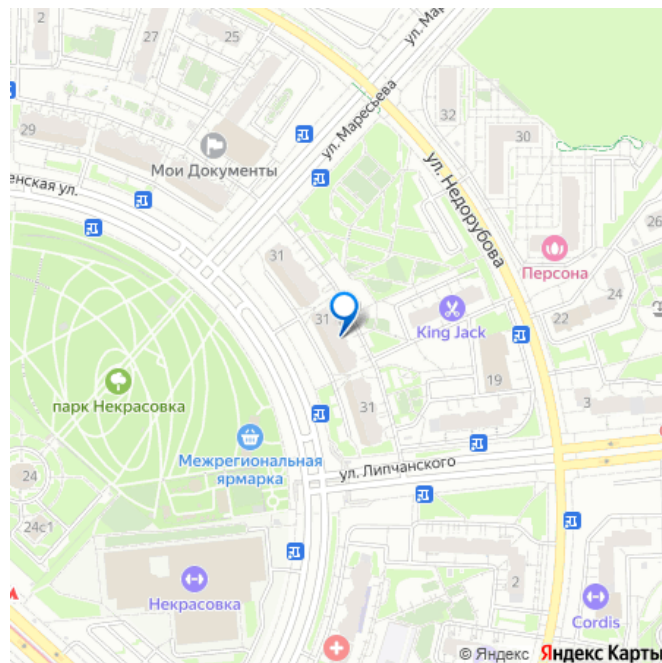 2
27
25
ул. Маресьева
32
30
29
Мои Документы
ул. Маресьева
ул. Недорубова
енская ул.
26
31
Персона
24
31
22
King Jack
парк Некрасовка
19
3
31
Межрегиональная
ярмарка
ул. Липчанского
24
24с1
Некрасовка
2
Cordis
© Яндекс Яндекс Карты